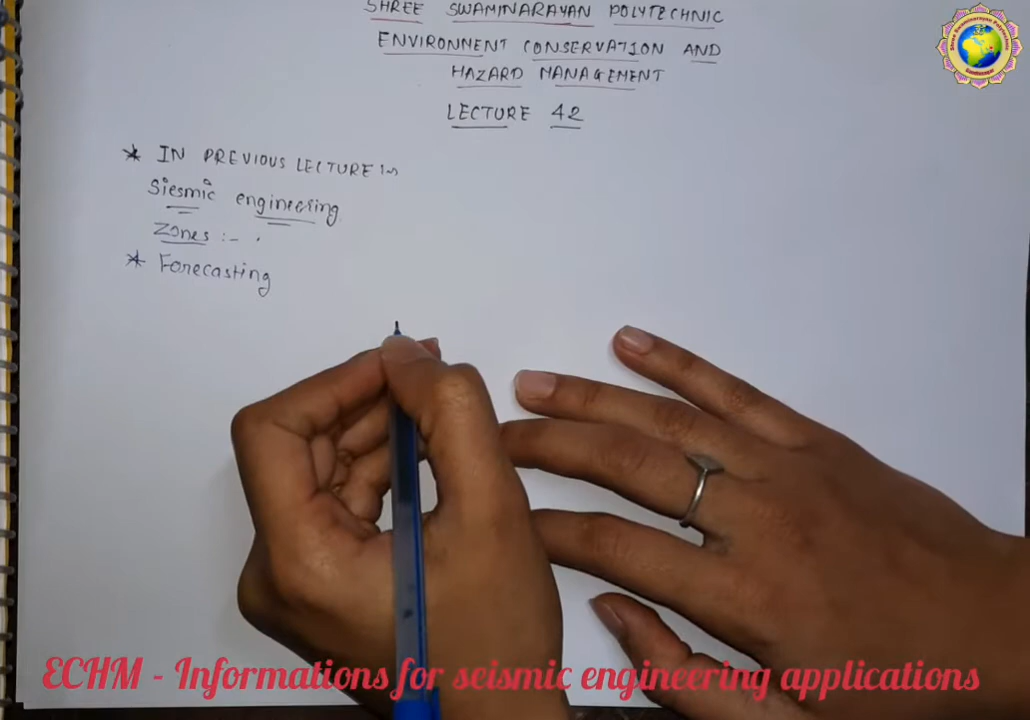 SHREE SWAMINARAYAN POLYTECHNIC
ENVIRONMENT CONSERVATION AND
HAZARD MANAGEMENT
LECTURE 42
* IN PREVIOUS LECTURE :~
Siesmic engineering
Zones :- .
* Forecasting
ECHM - Informations for seismic engineering applications